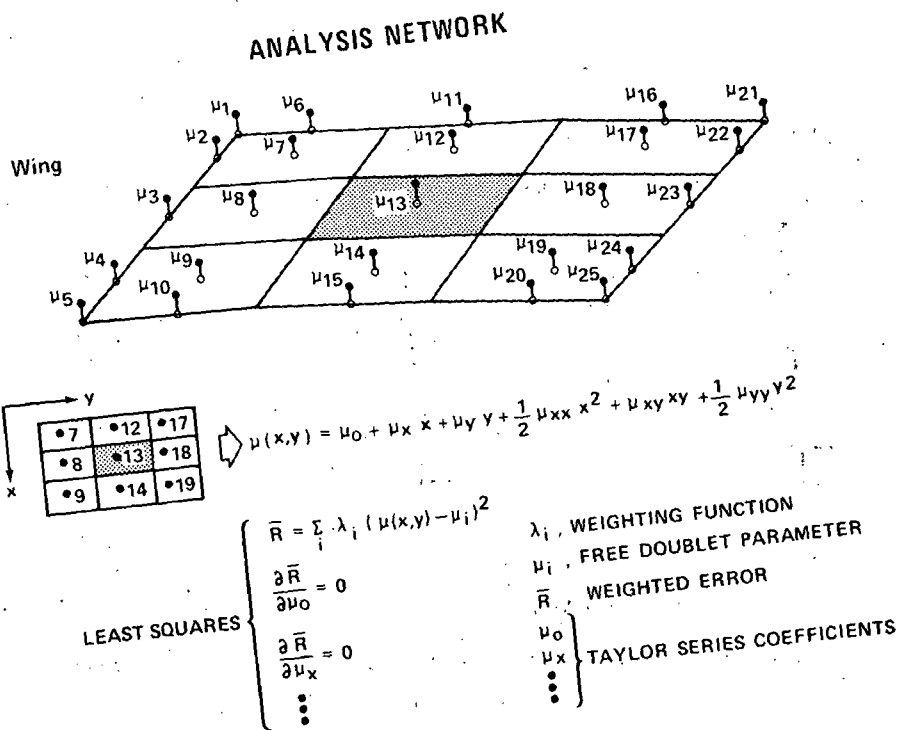 ANALYSIS NETWORK
Wing
μ1 μ6 μ11 μ16 μ21
μ2 μ7 μ12 μ17 μ22
μ3 μ8 μ13 μ18 μ23
μ4 μ9 μ14 μ19 μ24
μ5 μ10 μ15 μ20 μ25
y
x
7 12 17
8 13 18
9 14 19
μ(x,y) = μo + μx x + μy y + 1/2 μxx x² + μxy xy + 1/2 μyy y²
LEAST SQUARES
R̅ = Σi λi (μ(x,y) − μi)²
∂R̅/∂μo = 0
∂R̅/∂μx = 0
λi , WEIGHTING FUNCTION
μi , FREE DOUBLET PARAMETER
R̅ , WEIGHTED ERROR
μo
μx
TAYLOR SERIES COEFFICIENTS